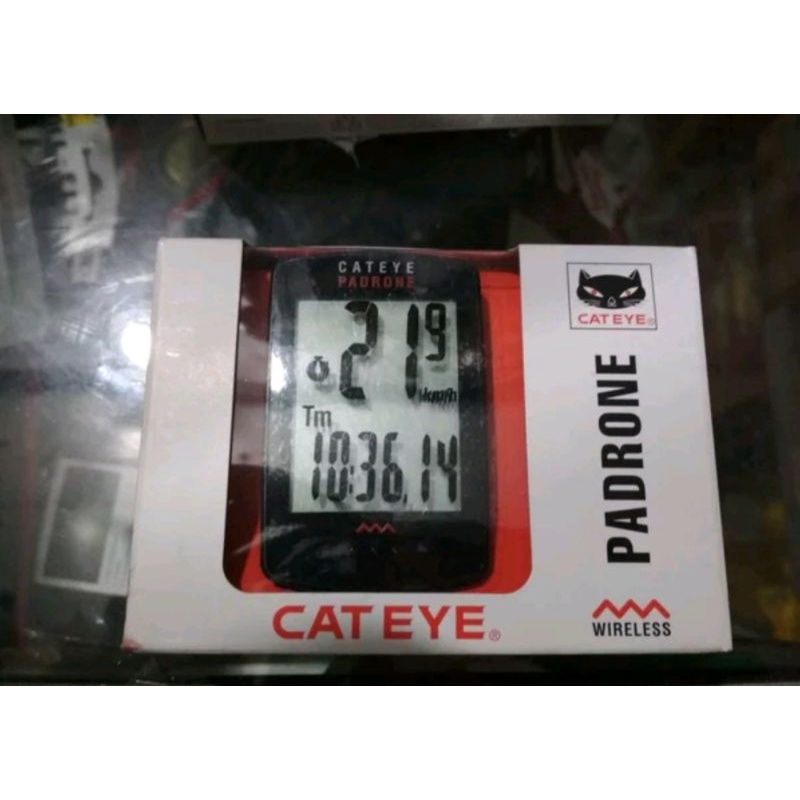 CATEYE
PADRONE
21.9
km/h
Tm
10:36.14
CATEYE®
CATEYE®
PADRONE
WIRELESS